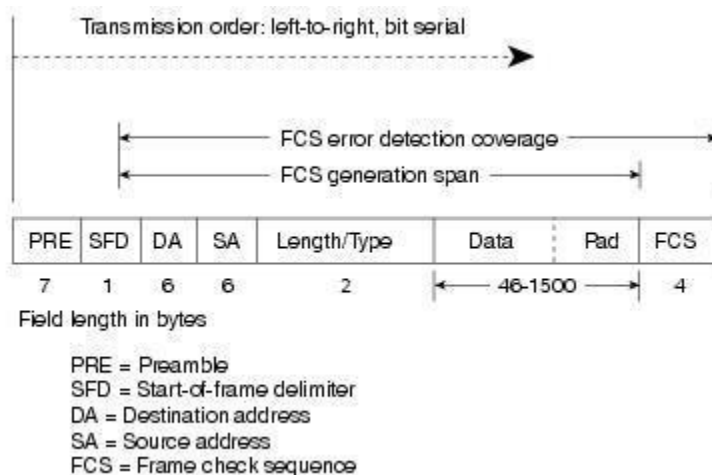 Transmission order: left-to-right, bit serial
FCS error detection coverage
FCS generation span
PRE SFD DA SA Length/Type Data Pad FCS
7 1 6 6 2 46-1500 4
Field length in bytes
PRE = Preamble
SFD = Start-of-frame delimiter
DA = Destination address
SA = Source address
FCS = Frame check sequence